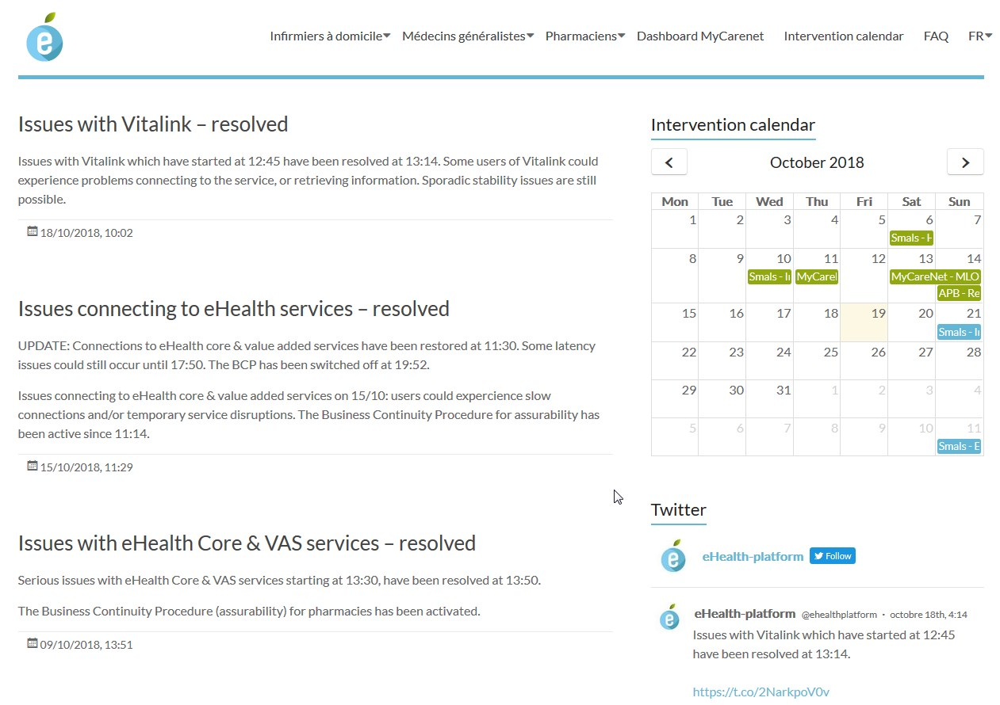 e
Infirmiers à domicile
Médecins généralistes
Pharmaciens
Dashboard MyCarenet
Intervention calendar
FAQ
FR
Issues with Vitalink – resolved
Issues with Vitalink which have started at 12:45 have been resolved at 13:14. Some users of Vitalink could
experience problems connecting to the service, or retrieving information. Sporadic stability issues are still
possible.
18/10/2018, 10:02
Issues connecting to eHealth services – resolved
UPDATE: Connections to eHealth core & value added services have been restored at 11:30. Some latency
issues could still occur until 17:50. The BCP has been switched off at 19:52.
Issues connecting to eHealth core & value added services on 15/10: users could expercience slow
connections and/or temporary service disruptions. The Business Continuity Procedure for assurability has
been active since 11:14.
15/10/2018, 11:29
Issues with eHealth Core & VAS services – resolved
Serious issues with eHealth Core & VAS services starting at 13:30, have been resolved at 13:50.
The Business Continuity Procedure (assurability) for pharmacies has been activated.
09/10/2018, 13:51
Intervention calendar
October 2018
Mon Tue Wed Thu Fri Sat Sun
1 2 3 4 5 6 7
Smals -
8 9 10 11 12 13 14
Smals - MyCare MyCareNet - MLO
APB - Re
15 16 17 18 19 20 21
Smals -
22 23 24 25 26 27 28
29 30 31 1 2 3 4
5 6 7 8 9 10 11
Smals - E
Twitter
e
eHealth-platform Follow
e
eHealth-platform @ehealthplatform · octobre 18th, 4:14
Issues with Vitalink which have started at 12:45
have been resolved at 13:14.
https://t.co/2NarkpoV0v